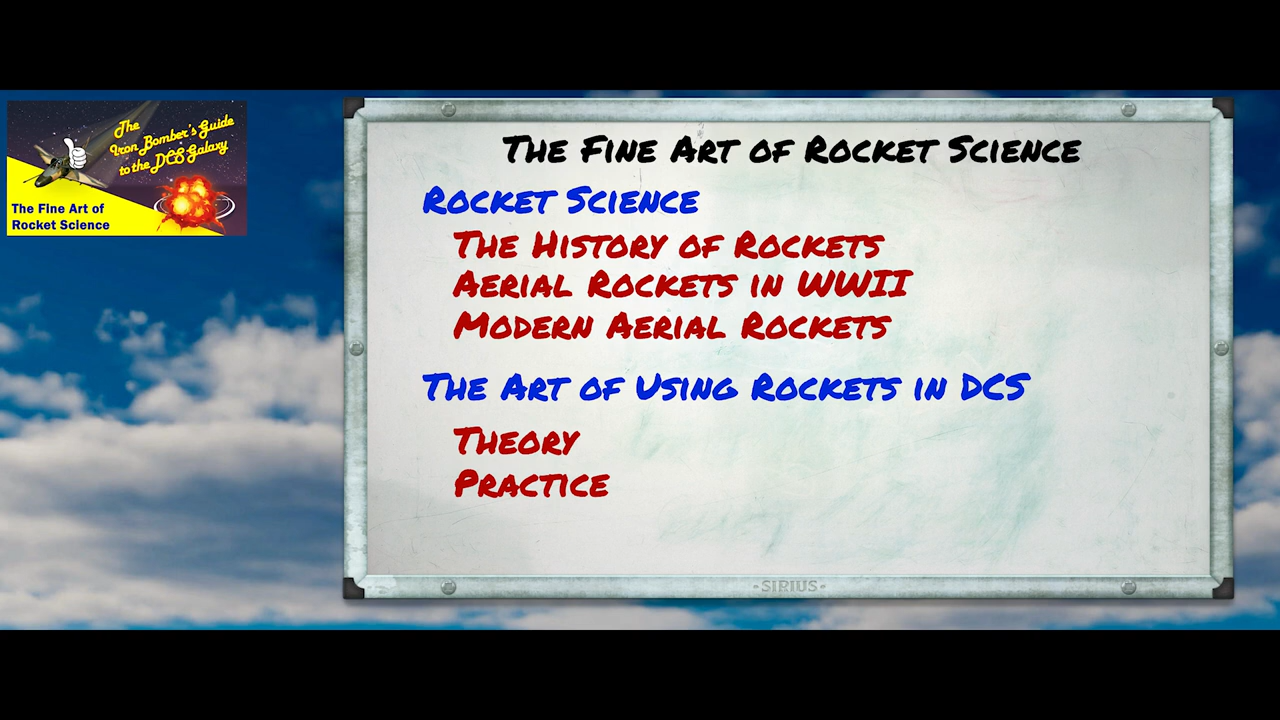 The
Iron Bomber's Guide
to the DCS Galaxy
The Fine Art of
Rocket Science
The Fine Art of Rocket Science
Rocket Science
The History of Rockets
Aerial Rockets in WWII
Modern Aerial Rockets
The Art of Using Rockets in DCS
Theory
Practice
-SIRIUS-